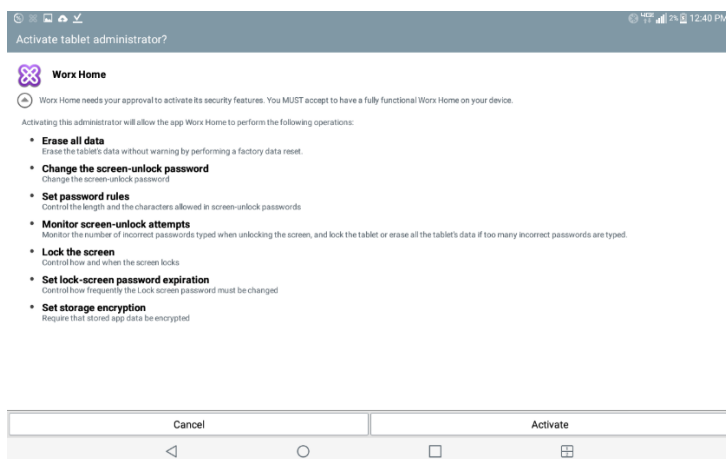 4GE 2% 12:40 PM
Activate tablet administrator?
Worx Home
Worx Home needs your approval to activate its security features. You MUST accept to have a fully functional Worx Home on your device.
Activating this administrator will allow the app Worx Home to perform the following operations:
• Erase all data
Erase the tablet's data without warning by performing a factory data reset.
• Change the screen-unlock password
Change the screen-unlock password
• Set password rules
Control the length and the characters allowed in screen-unlock passwords
• Monitor screen-unlock attempts
Monitor the number of incorrect passwords typed when unlocking the screen, and lock the tablet or erase all the tablet's data if too many incorrect passwords are typed.
• Lock the screen
Control how and when the screen locks
• Set lock-screen password expiration
Control how frequently the Lock screen password must be changed
• Set storage encryption
Require that stored app data be encrypted
Cancel
Activate